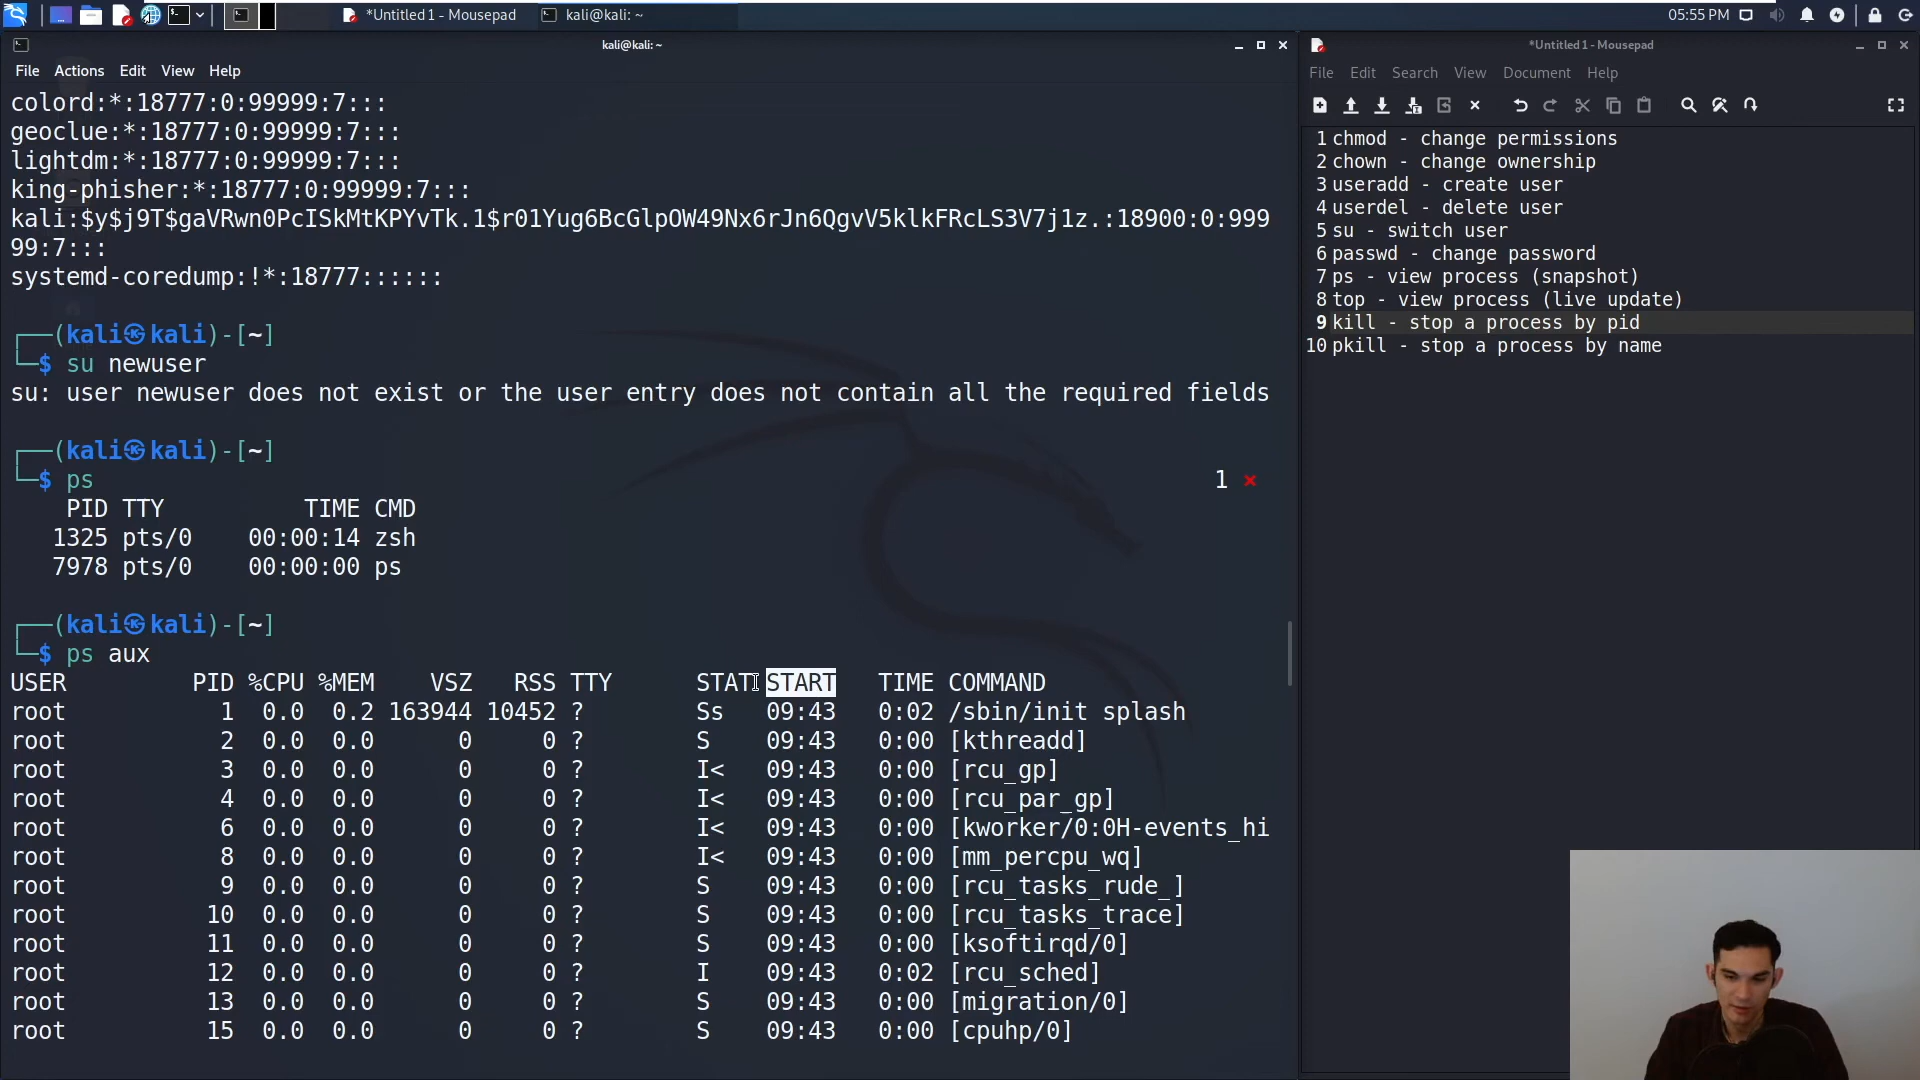 *Untitled 1 - Mousepad
kali@kali: ~
05:55 PM
kali@kali: ~
File Actions Edit View Help
colord:*:18777:0:99999:7:::
geoclue:*:18777:0:99999:7:::
lightdm:*:18777:0:99999:7:::
king-phisher:*:18777:0:99999:7:::
kali:$y$j9T$gaVRwn0PcISkMtKPYvTk.1$r01Yug6BcGlpOW49Nx6rJn6QgvV5klkFRcLS3V7j1z.:18900:0:999
99:7:::
systemd-coredump:!*:18777::::::
┌──(kali㉿kali)-[~]
└─$ su newuser
su: user newuser does not exist or the user entry does not contain all the required fields
┌──(kali㉿kali)-[~]
└─$ ps 1 ⨯
PID TTY TIME CMD
1325 pts/0 00:00:14 zsh
7978 pts/0 00:00:00 ps
┌──(kali㉿kali)-[~]
└─$ ps aux
USER PID %CPU %MEM VSZ RSS TTY STAT START TIME COMMAND
root 1 0.0 0.2 163944 10452 ? Ss 09:43 0:02 /sbin/init splash
root 2 0.0 0.0 0 0 ? S 09:43 0:00 [kthreadd]
root 3 0.0 0.0 0 0 ? I< 09:43 0:00 [rcu_gp]
root 4 0.0 0.0 0 0 ? I< 09:43 0:00 [rcu_par_gp]
root 6 0.0 0.0 0 0 ? I< 09:43 0:00 [kworker/0:0H-events_hi
root 8 0.0 0.0 0 0 ? I< 09:43 0:00 [mm_percpu_wq]
root 9 0.0 0.0 0 0 ? S 09:43 0:00 [rcu_tasks_rude_]
root 10 0.0 0.0 0 0 ? S 09:43 0:00 [rcu_tasks_trace]
root 11 0.0 0.0 0 0 ? S 09:43 0:00 [ksoftirqd/0]
root 12 0.0 0.0 0 0 ? I 09:43 0:02 [rcu_sched]
root 13 0.0 0.0 0 0 ? S 09:43 0:00 [migration/0]
root 15 0.0 0.0 0 0 ? S 09:43 0:00 [cpuhp/0]
*Untitled 1 - Mousepad
File Edit Search View Document Help
1 chmod - change permissions
2 chown - change ownership
3 useradd - create user
4 userdel - delete user
5 su - switch user
6 passwd - change password
7 ps - view process (snapshot)
8 top - view process (live update)
9 kill - stop a process by pid
10 pkill - stop a process by name